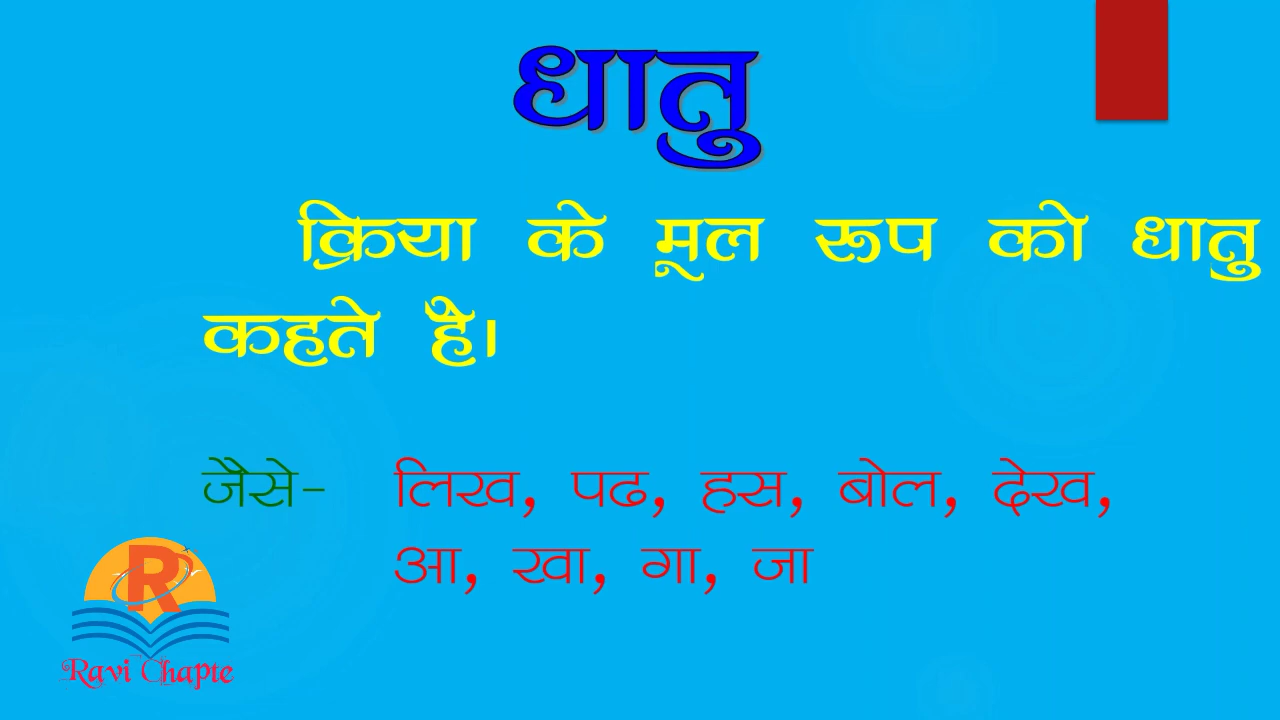 धातु
क्रिया के मूल रूप को धातु
कहते है।
जैसे- लिख, पढ, हस, बोल, देख,
आ, खा, गा, जा
R
Ravi Chapte